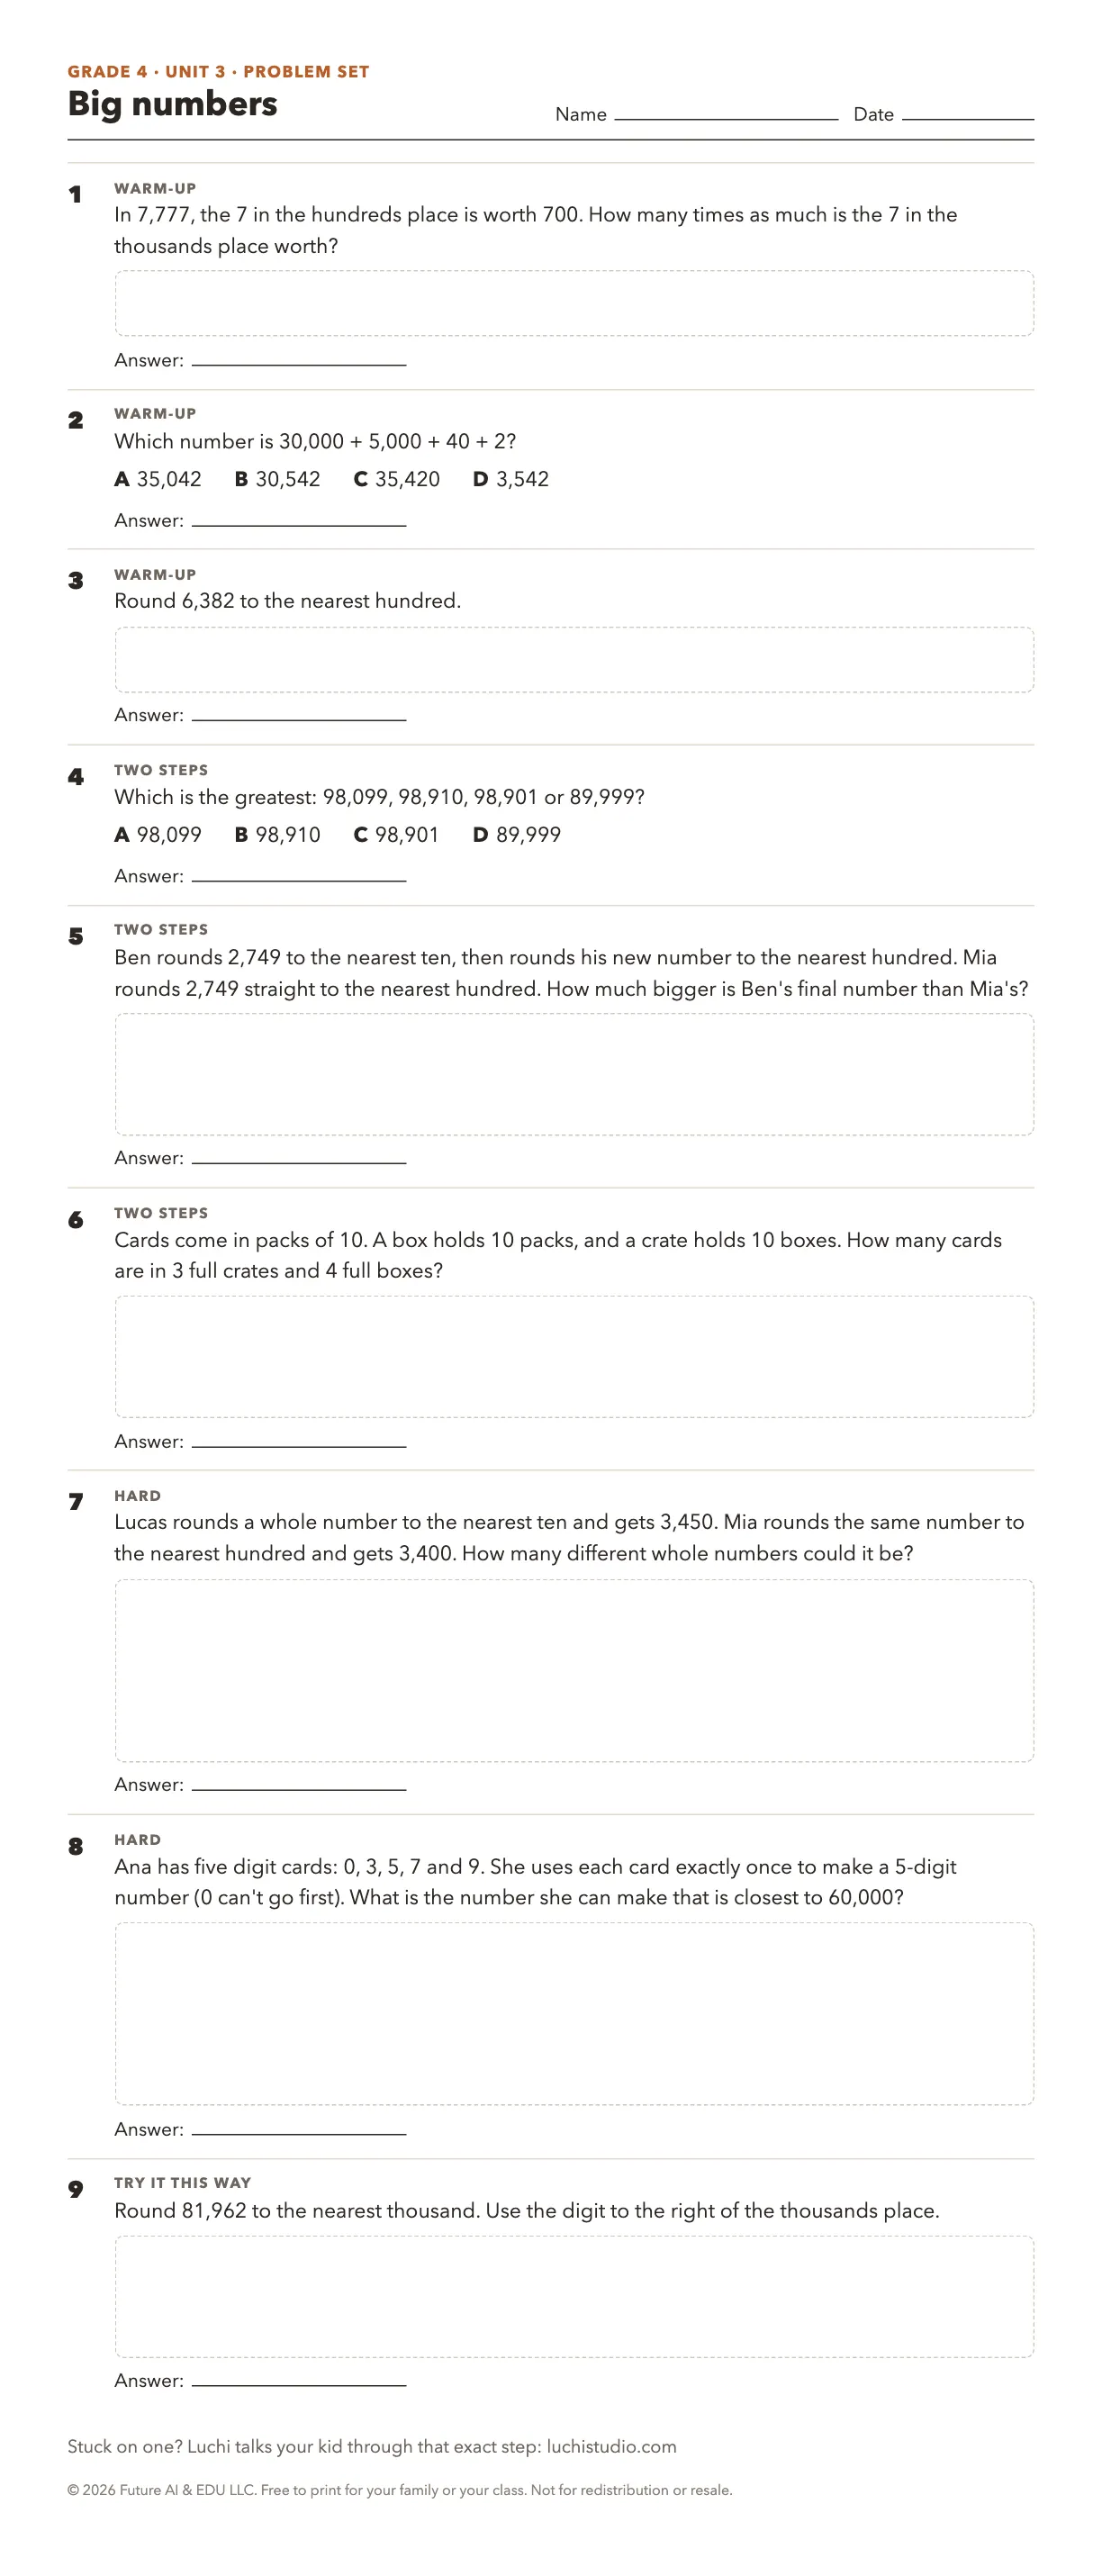 GRADE 4 · UNIT 3 · PROBLEM SET
Big numbers
Name
Date
1
WARM-UP
In 7,777, the 7 in the hundreds place is worth 700. How many times as much is the 7 in the
thousands place worth?
Answer:
2
WARM-UP
Which number is 30,000 + 5,000 + 40 + 2?
A 35,042 B 30,542 C 35,420 D 3,542
Answer:
3
WARM-UP
Round 6,382 to the nearest hundred.
Answer:
4
TWO STEPS
Which is the greatest: 98,099, 98,910, 98,901 or 89,999?
A 98,099 B 98,910 C 98,901 D 89,999
Answer:
5
TWO STEPS
Ben rounds 2,749 to the nearest ten, then rounds his new number to the nearest hundred. Mia
rounds 2,749 straight to the nearest hundred. How much bigger is Ben's final number than Mia's?
Answer:
6
TWO STEPS
Cards come in packs of 10. A box holds 10 packs, and a crate holds 10 boxes. How many cards
are in 3 full crates and 4 full boxes?
Answer:
7
HARD
Lucas rounds a whole number to the nearest ten and gets 3,450. Mia rounds the same number to
the nearest hundred and gets 3,400. How many different whole numbers could it be?
Answer:
8
HARD
Ana has five digit cards: 0, 3, 5, 7 and 9. She uses each card exactly once to make a 5-digit
number (0 can't go first). What is the number she can make that is closest to 60,000?
Answer:
9
TRY IT THIS WAY
Round 81,962 to the nearest thousand. Use the digit to the right of the thousands place.
Answer:
Stuck on one? Luchi talks your kid through that exact step: luchistudio.com
© 2026 Future AI & EDU LLC. Free to print for your family or your class. Not for redistribution or resale.